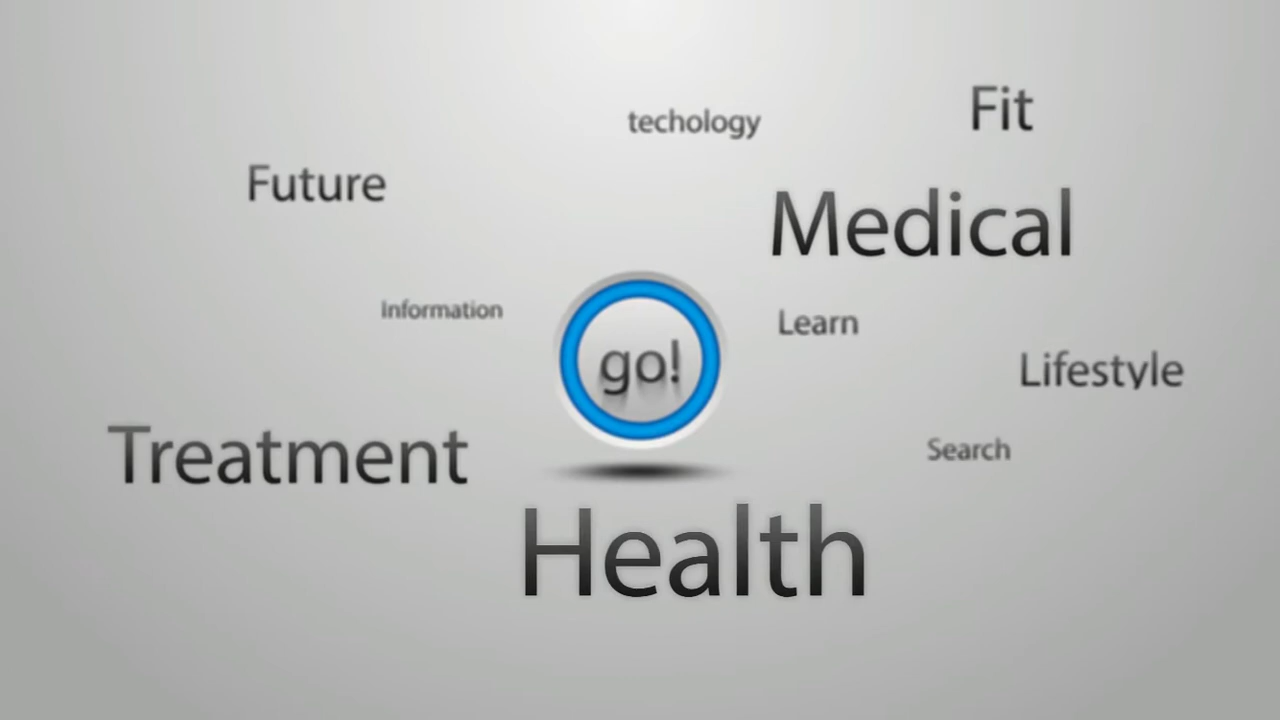 Fit
techology
Future
Medical
Information
Learn
go!
Lifestyle
Treatment
Search
Health